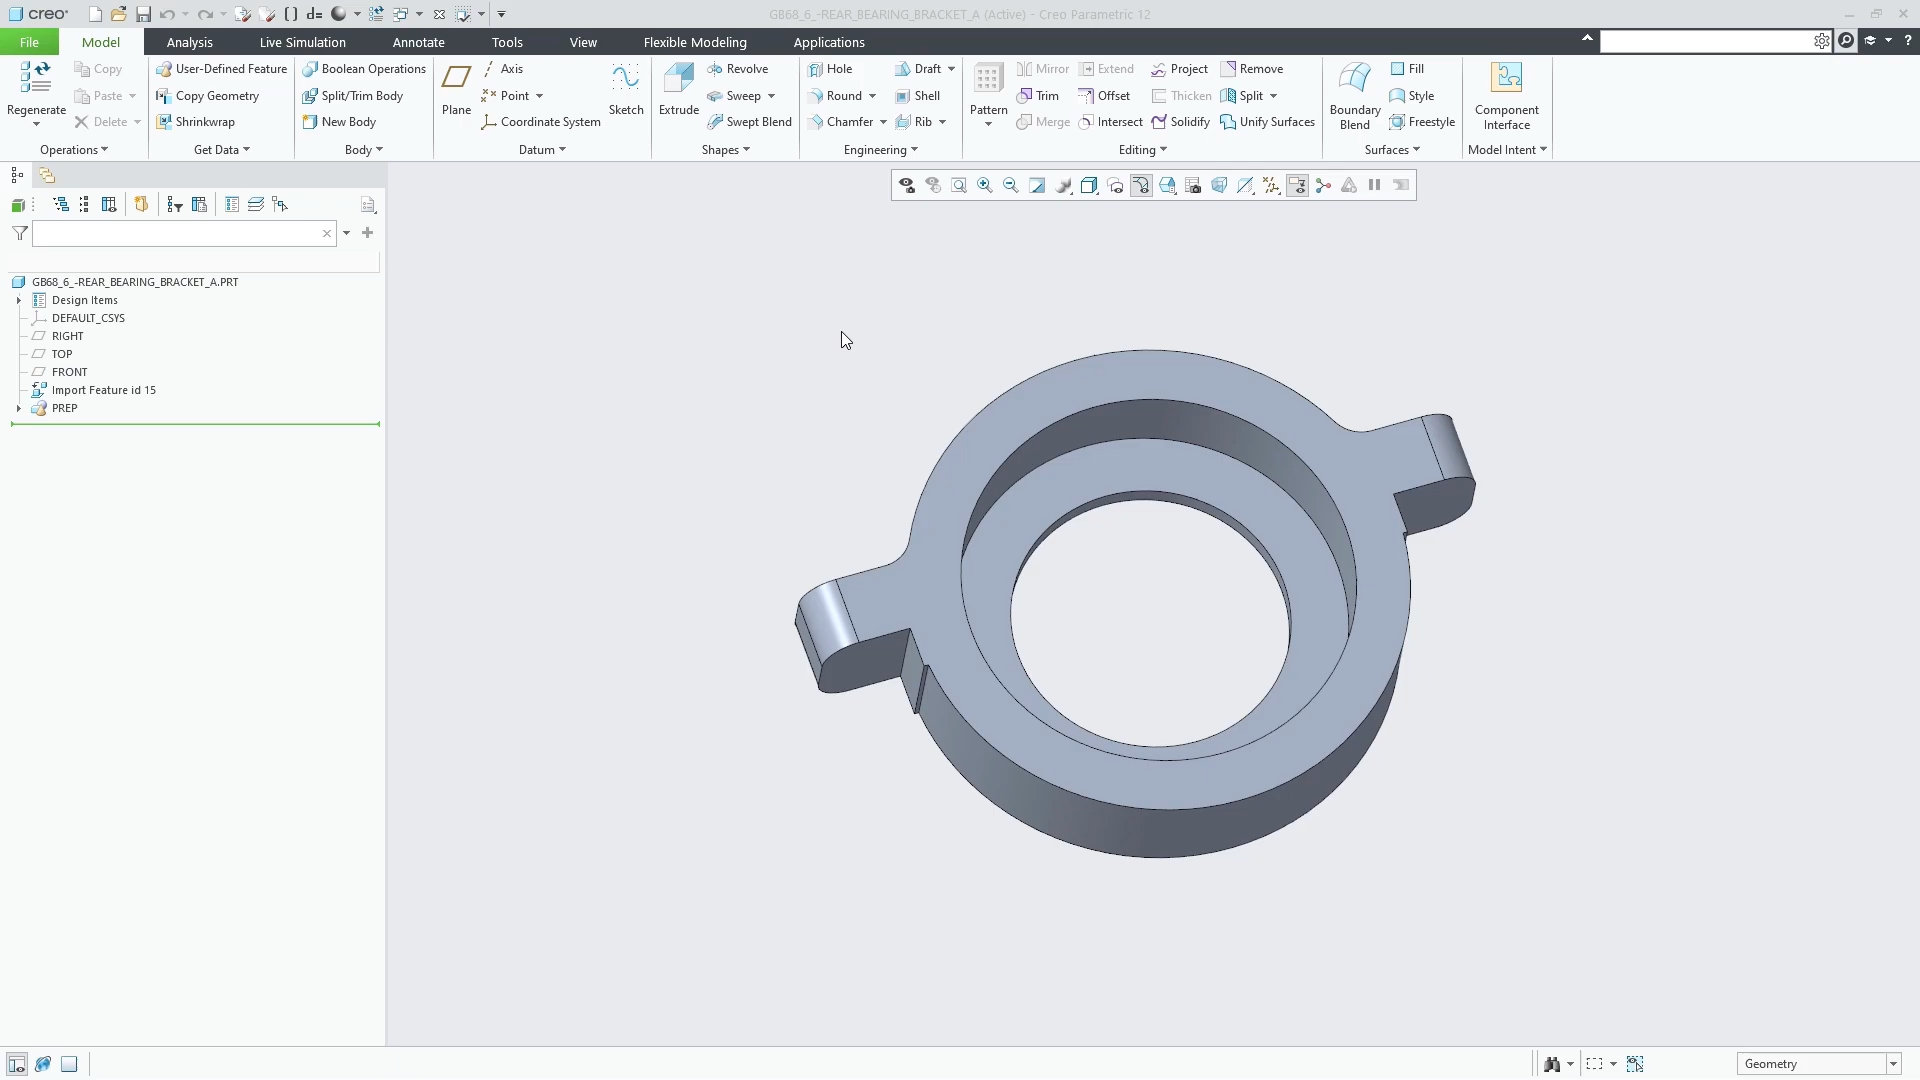 creo
GB68_6_-REAR_BEARING_BRACKET_A (Active) - Creo Parametric 12
File Model Analysis Live Simulation Annotate Tools View Flexible Modeling Applications
Regenerate Copy Paste Delete Operations
User-Defined Feature Copy Geometry Shrinkwrap Get Data
Boolean Operations Split/Trim Body New Body Body
Plane Axis Point Coordinate System Sketch Datum
Extrude Revolve Sweep Swept Blend Shapes
Hole Round Chamfer Draft Shell Rib Engineering
Pattern Mirror Trim Merge Extend Offset Intersect Project Thicken Solidify Remove Split Unify Surfaces Editing
Boundary Blend Fill Style Freestyle Surfaces
Component Interface Model Intent
GB68_6_-REAR_BEARING_BRACKET_A.PRT
Design Items
DEFAULT_CSYS
RIGHT
TOP
FRONT
Import Feature id 15
PREP
Geometry